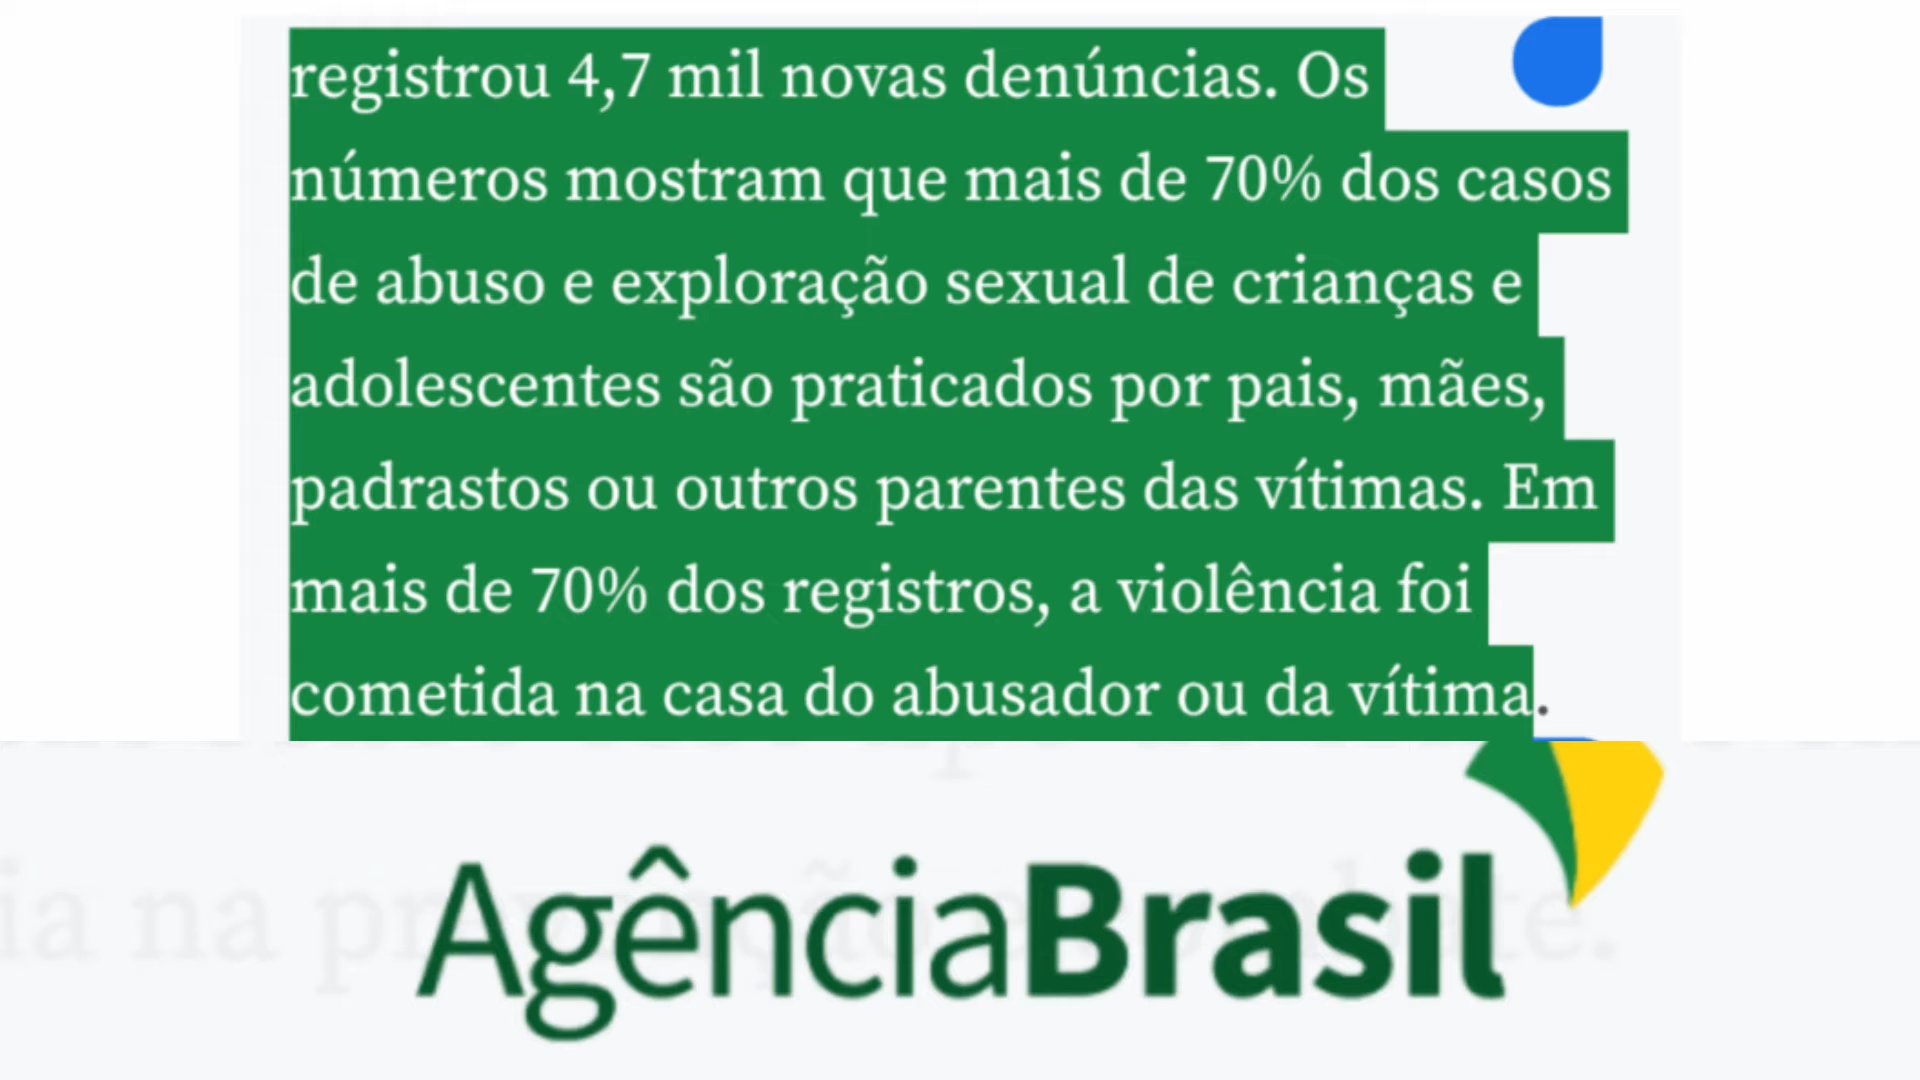 registrou 4,7 mil novas denúncias. Os
números mostram que mais de 70% dos casos
de abuso e exploração sexual de crianças e
adolescentes são praticados por pais, mães,
padrastos ou outros parentes das vítimas. Em
mais de 70% dos registros, a violência foi
cometida na casa do abusador ou da vítima.
AgênciaBrasil